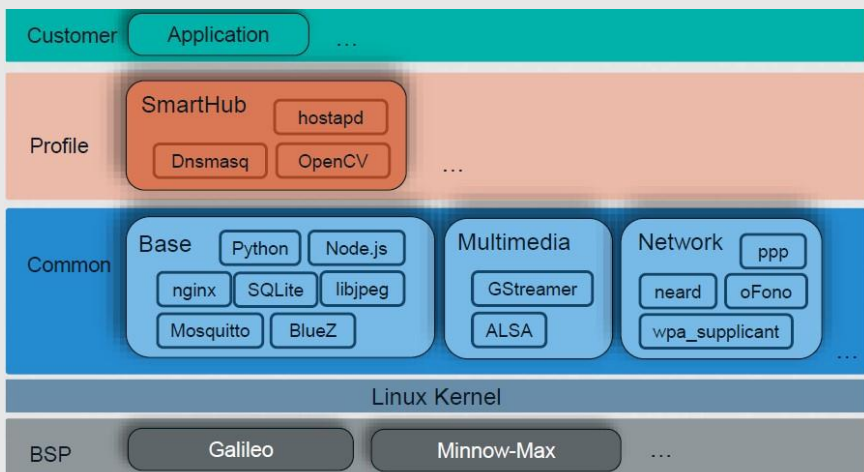 Customer
Application
...
Profile
SmartHub
hostapd
Dnsmasq
OpenCV
...
Common
Base
Python
Node.js
nginx
SQLite
libjpeg
Mosquitto
BlueZ
Multimedia
GStreamer
ALSA
Network
ppp
neard
oFono
wpa_supplicant
...
Linux Kernel
BSP
Galileo
Minnow-Max
...